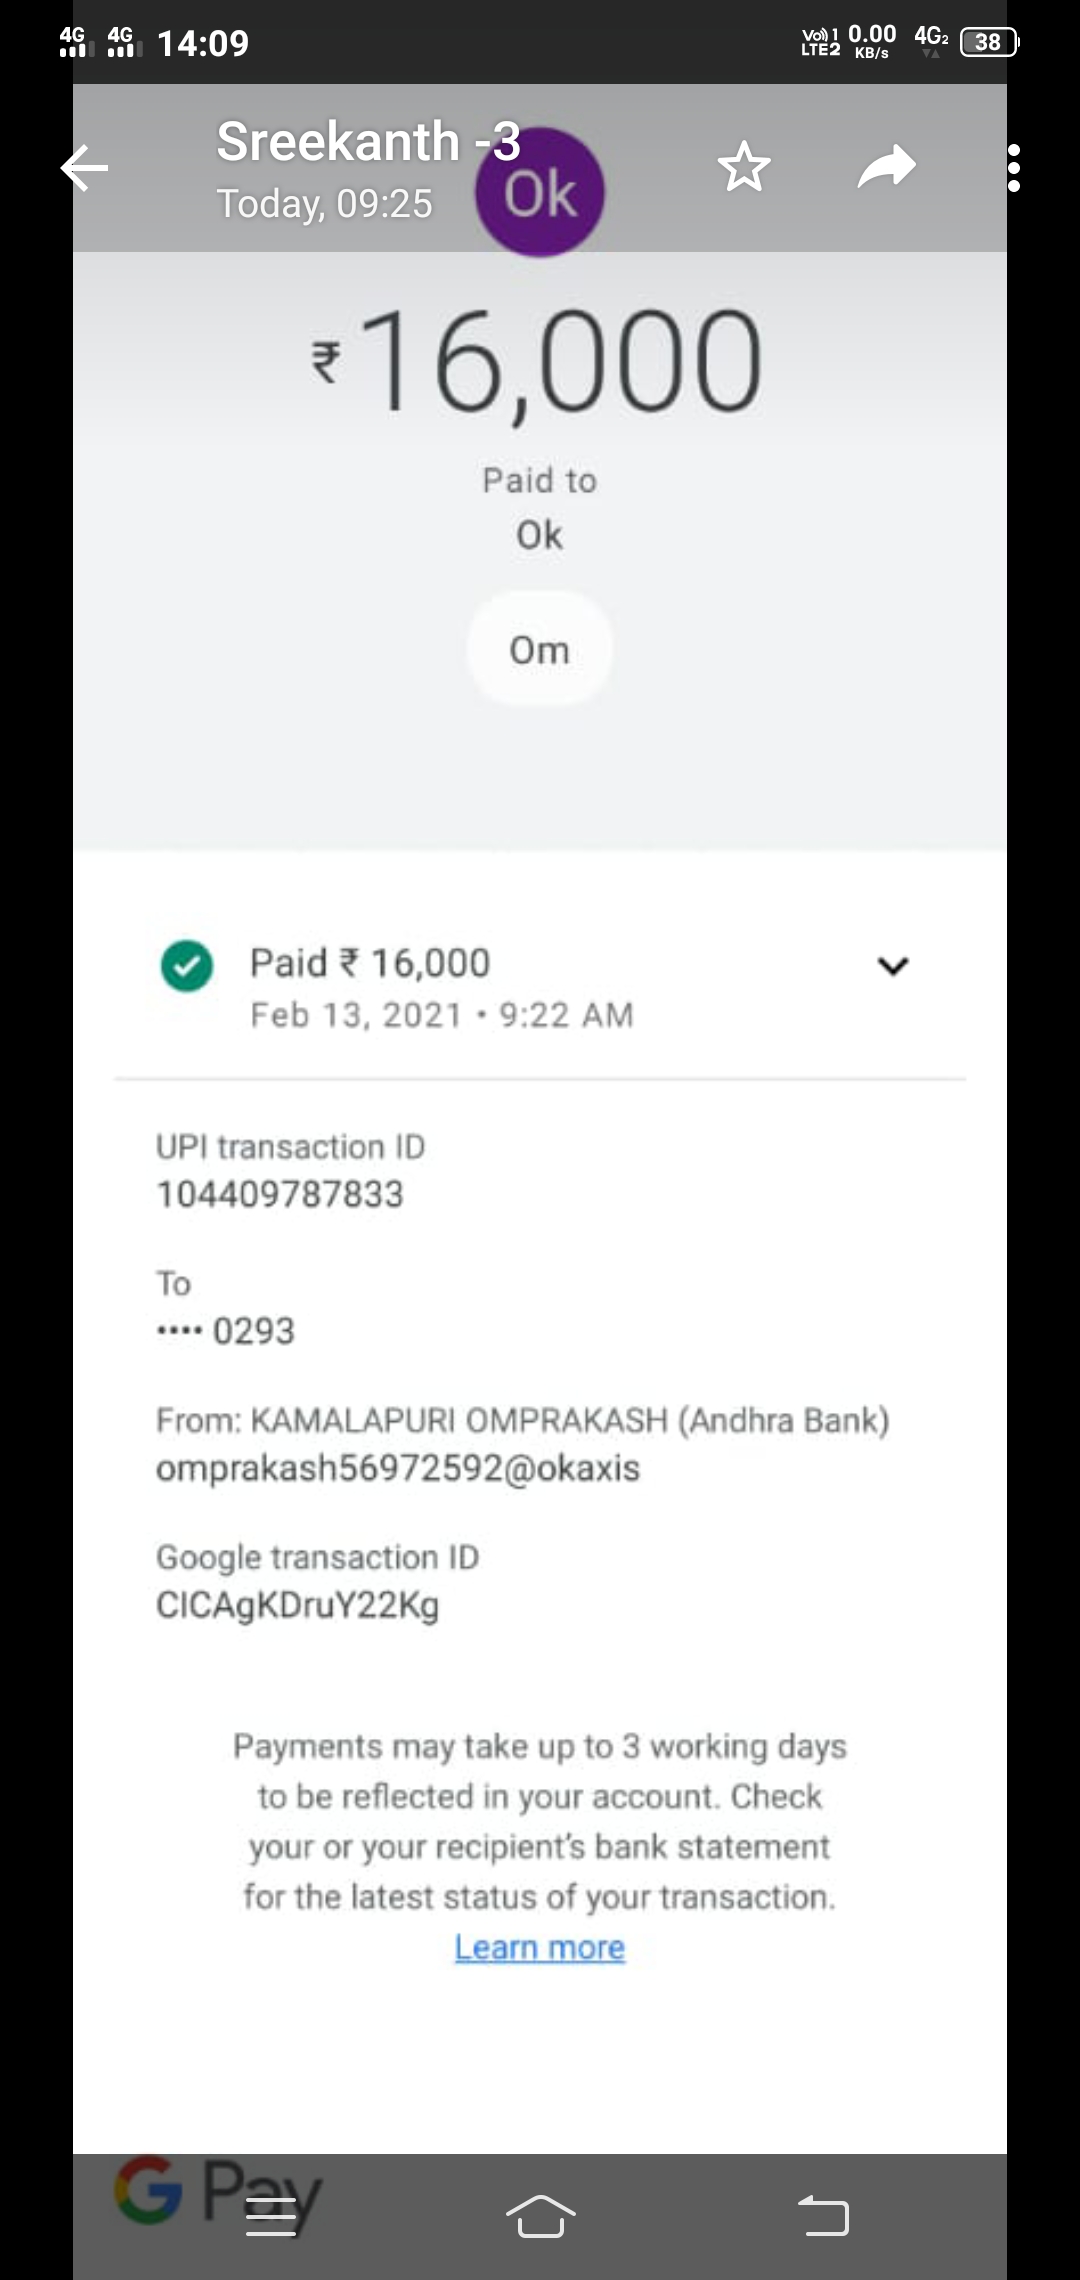 4G 4G 14:09 Vo)) 1 LTE2 0.00 KB/s 4G2 38
Sreekanth -3
Today, 09:25
Ok
₹16,000
Paid to
Ok
Om
Paid ₹ 16,000
Feb 13, 2021 • 9:22 AM
UPI transaction ID
104409787833
To
•••• 0293
From: KAMALAPURI OMPRAKASH (Andhra Bank)
omprakash56972592@okaxis
Google transaction ID
CICAgKDruY22Kg
Payments may take up to 3 working days
to be reflected in your account. Check
your or your recipient's bank statement
for the latest status of your transaction.
Learn more
G Pay